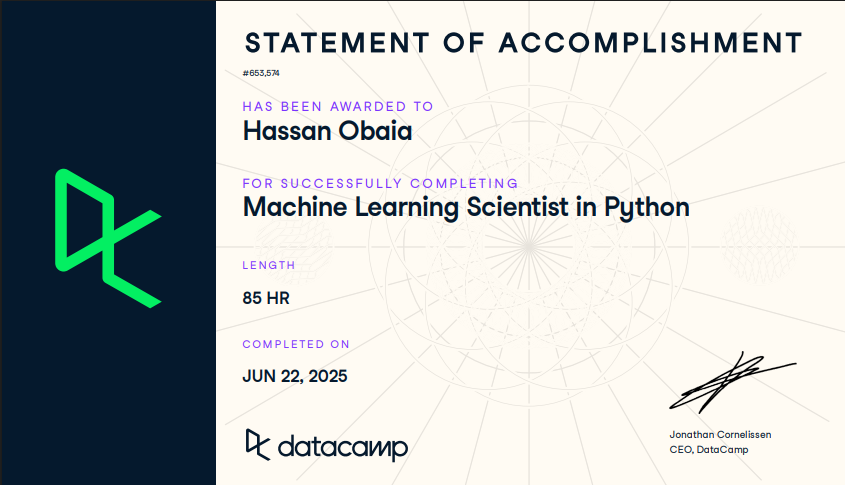 STATEMENT OF ACCOMPLISHMENT
#653,574
HAS BEEN AWARDED TO
Hassan Obaia
FOR SUCCESSFULLY COMPLETING
Machine Learning Scientist in Python
LENGTH
85 HR
COMPLETED ON
JUN 22, 2025
datacamp
Jonathan Cornelissen
CEO, DataCamp